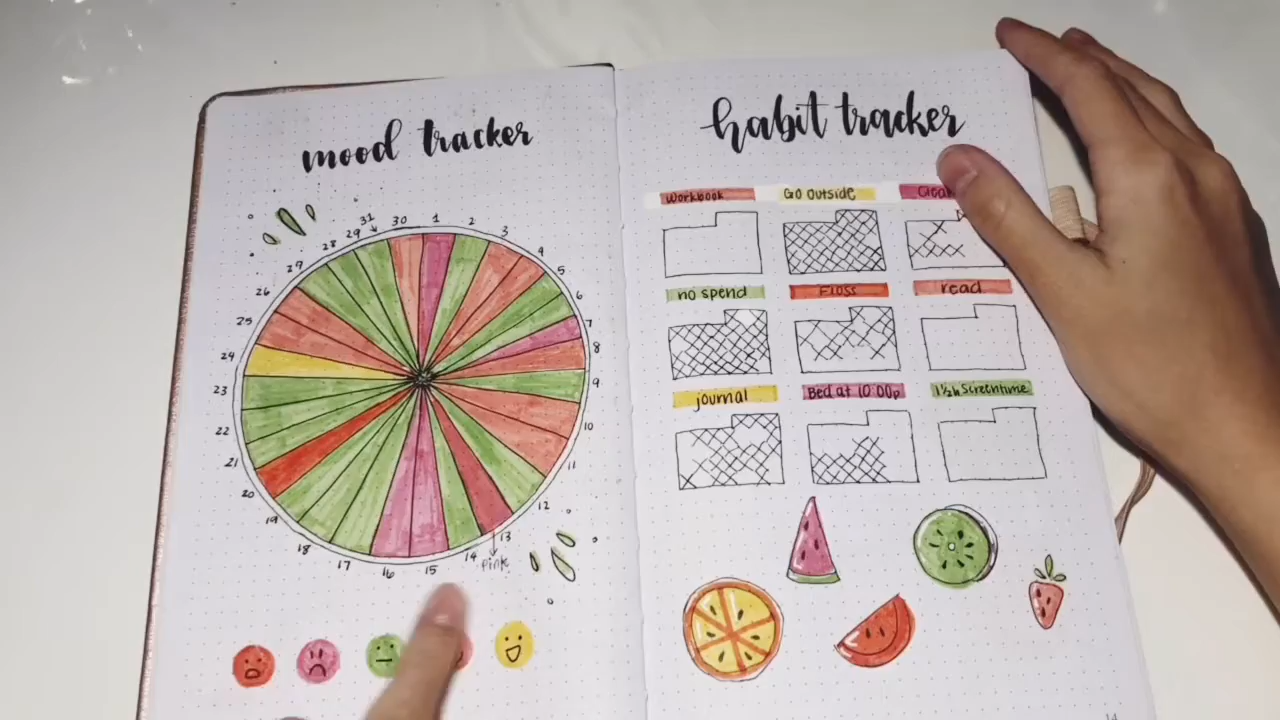 mood tracker
31
30
1
2
3
4
5
6
7
8
9
10
11
12
13
14
15
16
17
18
19
20
21
22
23
24
25
26
27
28
29
pink
habit tracker
Workbook
Go outside
no spend
Floss
read
journal
Bed at 10:00p
1½h Screentime
14